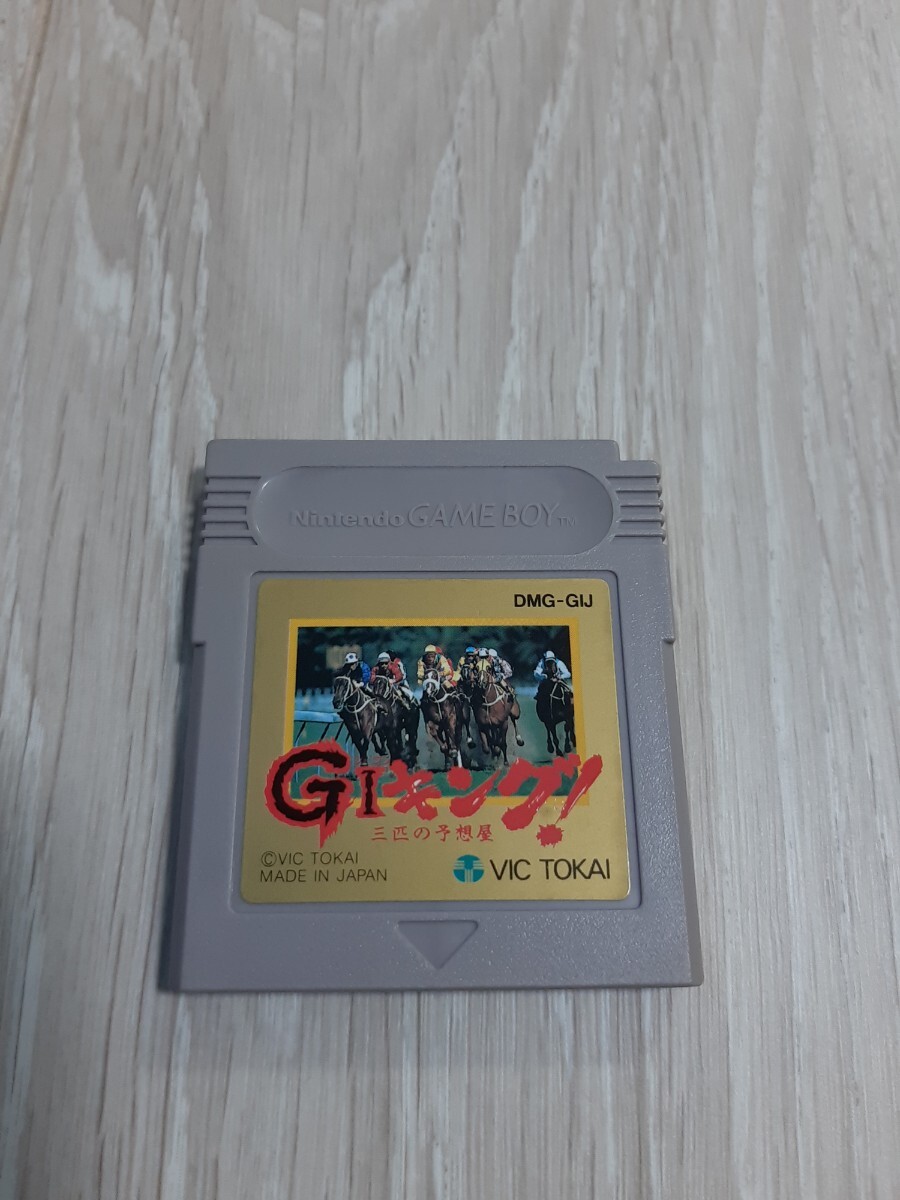 Nintendo GAME BOY TM
DMG-GIJ
GIキング!
三匹の予想屋
©VIC TOKAI
MADE IN JAPAN
VIC TOKAI